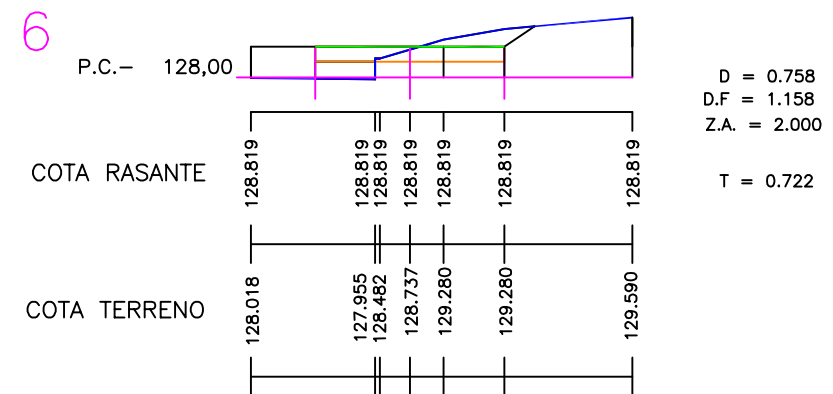 6
P.C.– 128,00
D = 0.758
D.F = 1.158
Z.A. = 2.000
T = 0.722
COTA RASANTE
128.819
128.819
128.819
128.819
128.819
128.819
128.819
COTA TERRENO
128.018
127.955
128.482
128.737
129.280
129.280
129.590